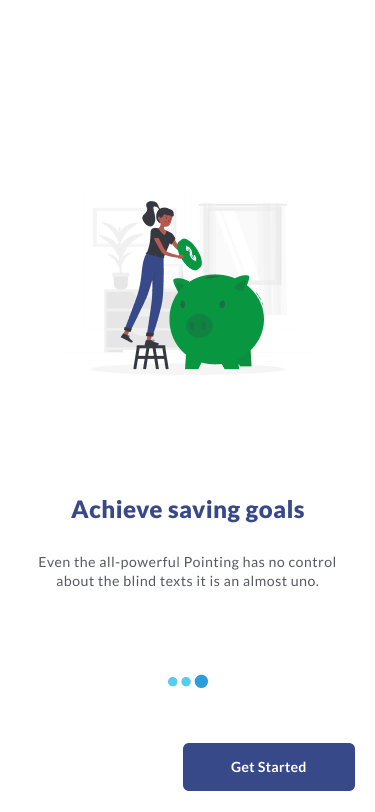 Achieve saving goals
Even the all-powerful Pointing has no control
about the blind texts it is an almost uno.
Get Started